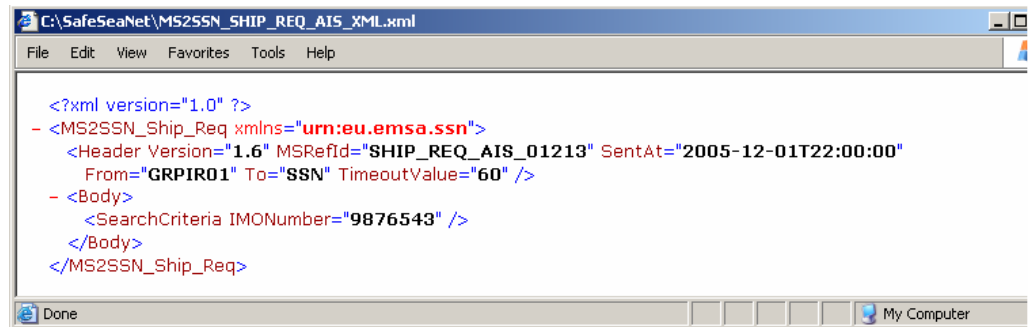 C:\SafeSeaNet\MS2SSN_SHIP_REQ_AIS_XML.xml
File Edit View Favorites Tools Help
<?xml version="1.0" ?>
- <MS2SSN_Ship_Req xmlns="urn:eu.emsa.ssn">
<Header Version="1.6" MSRefId="SHIP_REQ_AIS_01213" SentAt="2005-12-01T22:00:00"
From="GRPIR01" To="SSN" TimeoutValue="60" />
- <Body>
<SearchCriteria IMONumber="9876543" />
</Body>
</MS2SSN_Ship_Req>
Done My Computer